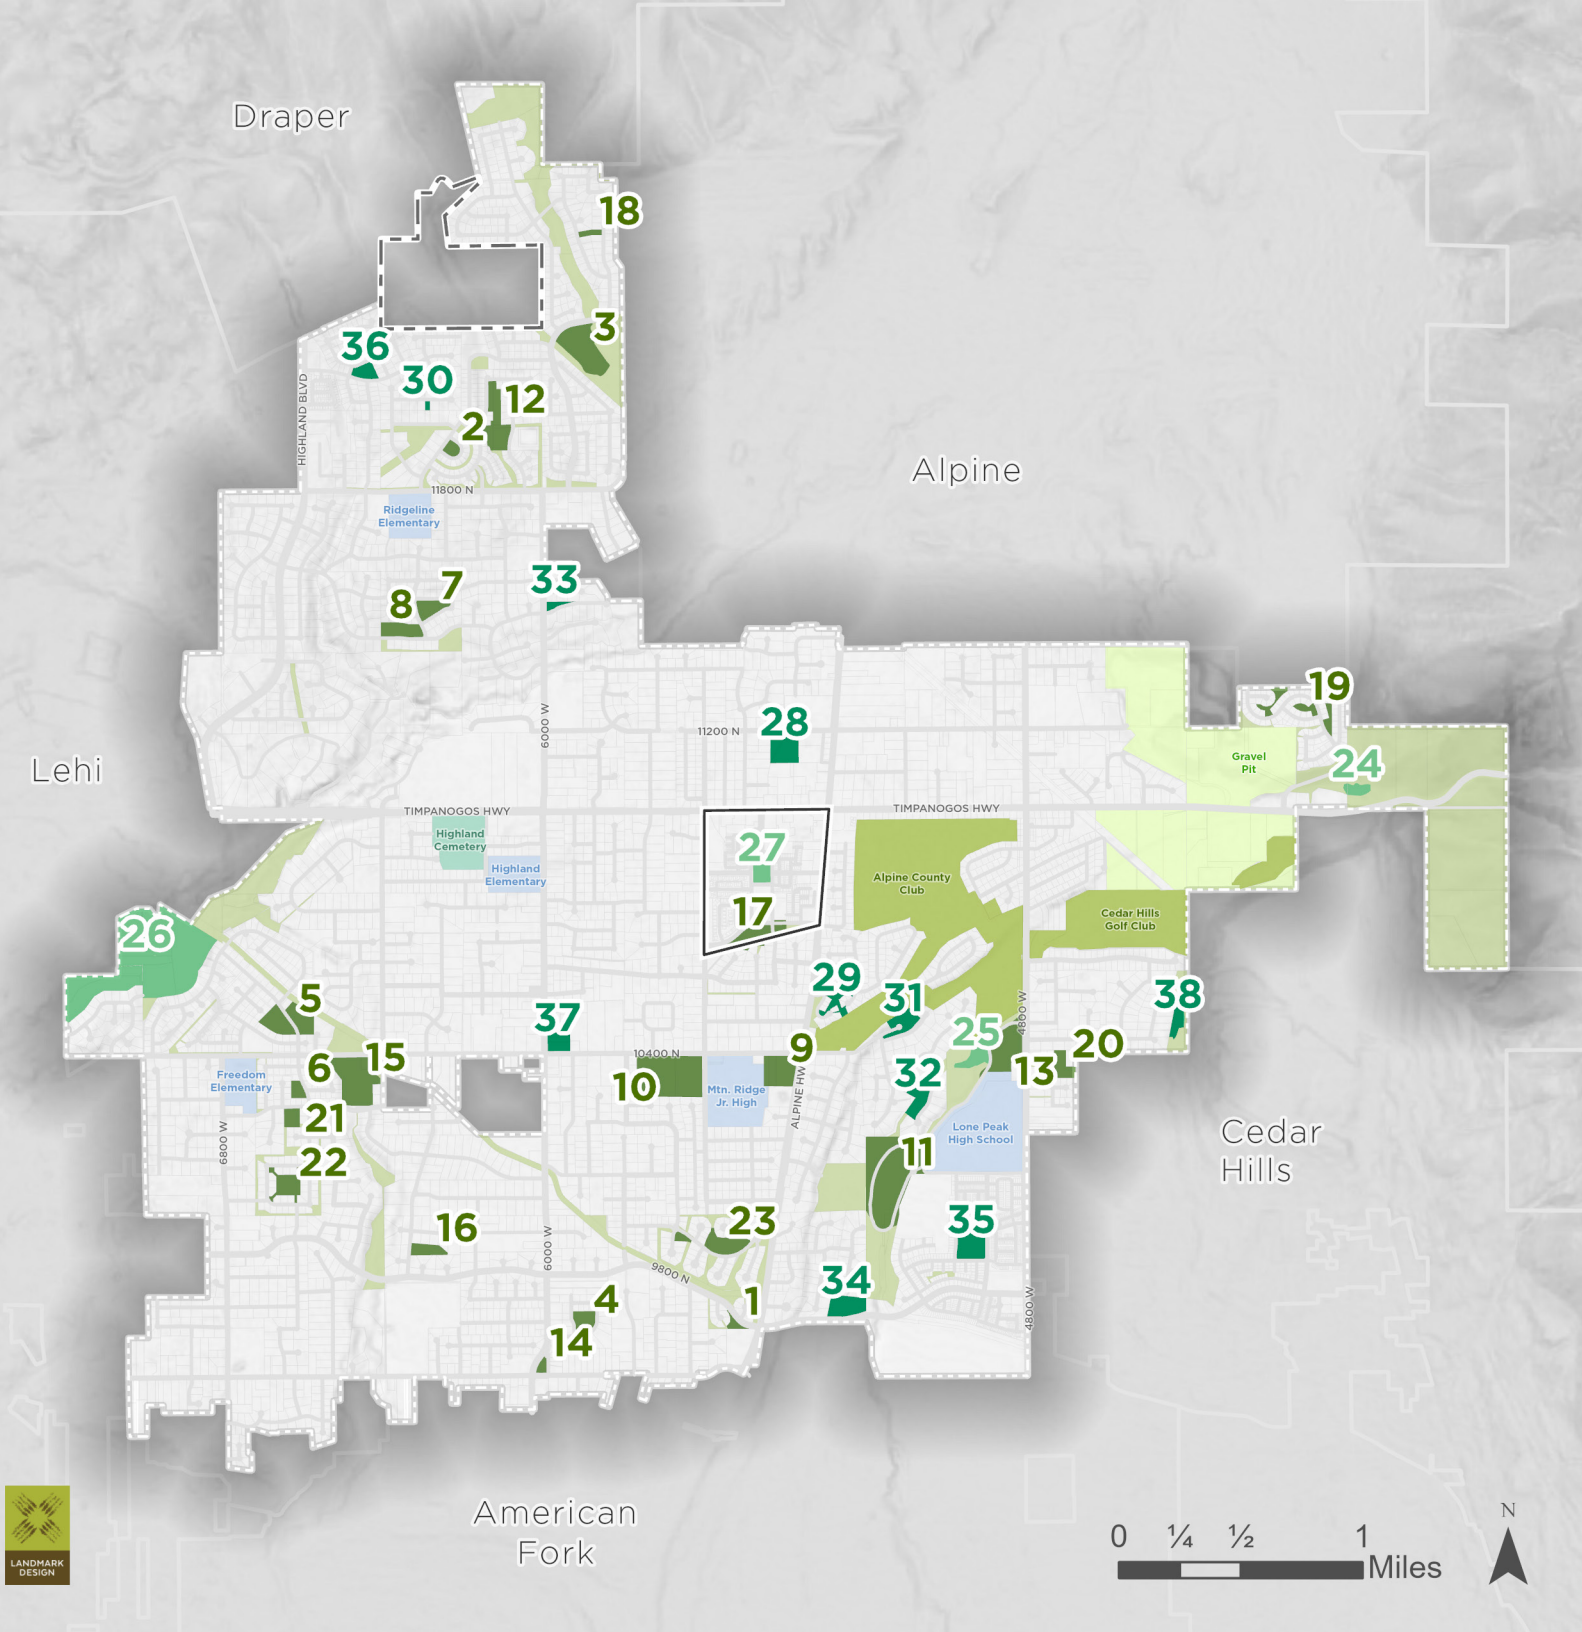 Draper
18
3
36
30
12
2
HIGHLAND BLVD
11800 N
Alpine
Ridgeline
Elementary
33
7
8
19
28
6000 W
11200 N
Gravel
Pit
24
Lehi
TIMPANOGOS HWY
TIMPANOGOS HWY
Highland
Cemetery
27
Highland
Elementary
Alpine County
Club
17
Cedar Hills
Golf Club
26
29
31
38
5
37
4800 W
25
9
20
15
10400 N
6
Freedom
Elementary
10
Mtn. Ridge
Jr. High
ALPINE HW
32
13
21
6800 W
Lone Peak
High School
Cedar
Hills
22
11
16
23
35
6000 W
9800 N
34
4
1
4800 W
14
American
Fork
LANDMARK
DESIGN
N
0 ¼ ½ 1
Miles